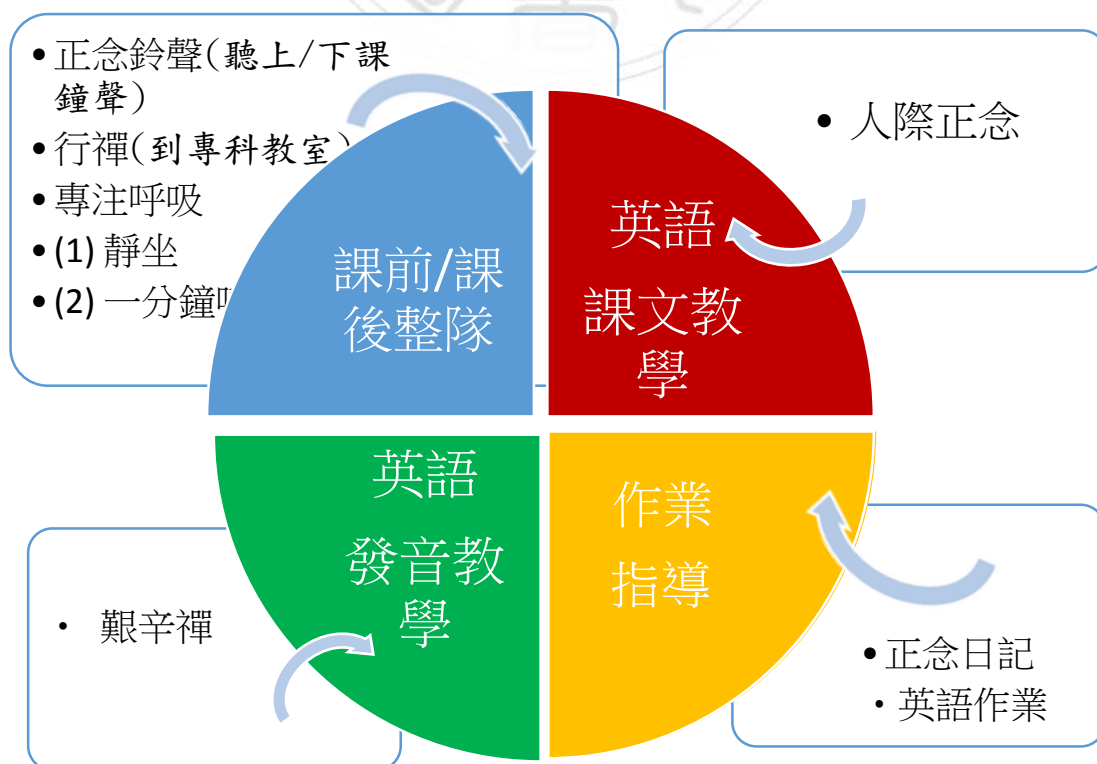 • 正念鈴聲(聽上/下課
鐘聲)
• 行禪(到專科教室)
• 專注呼吸
• (1) 靜坐
• (2) 一分鐘
• 人際正念
課前/課
後整隊
英語
課文教
學
英語
發音教
學
作業
指導
• 艱辛禪
• 正念日記
• 英語作業